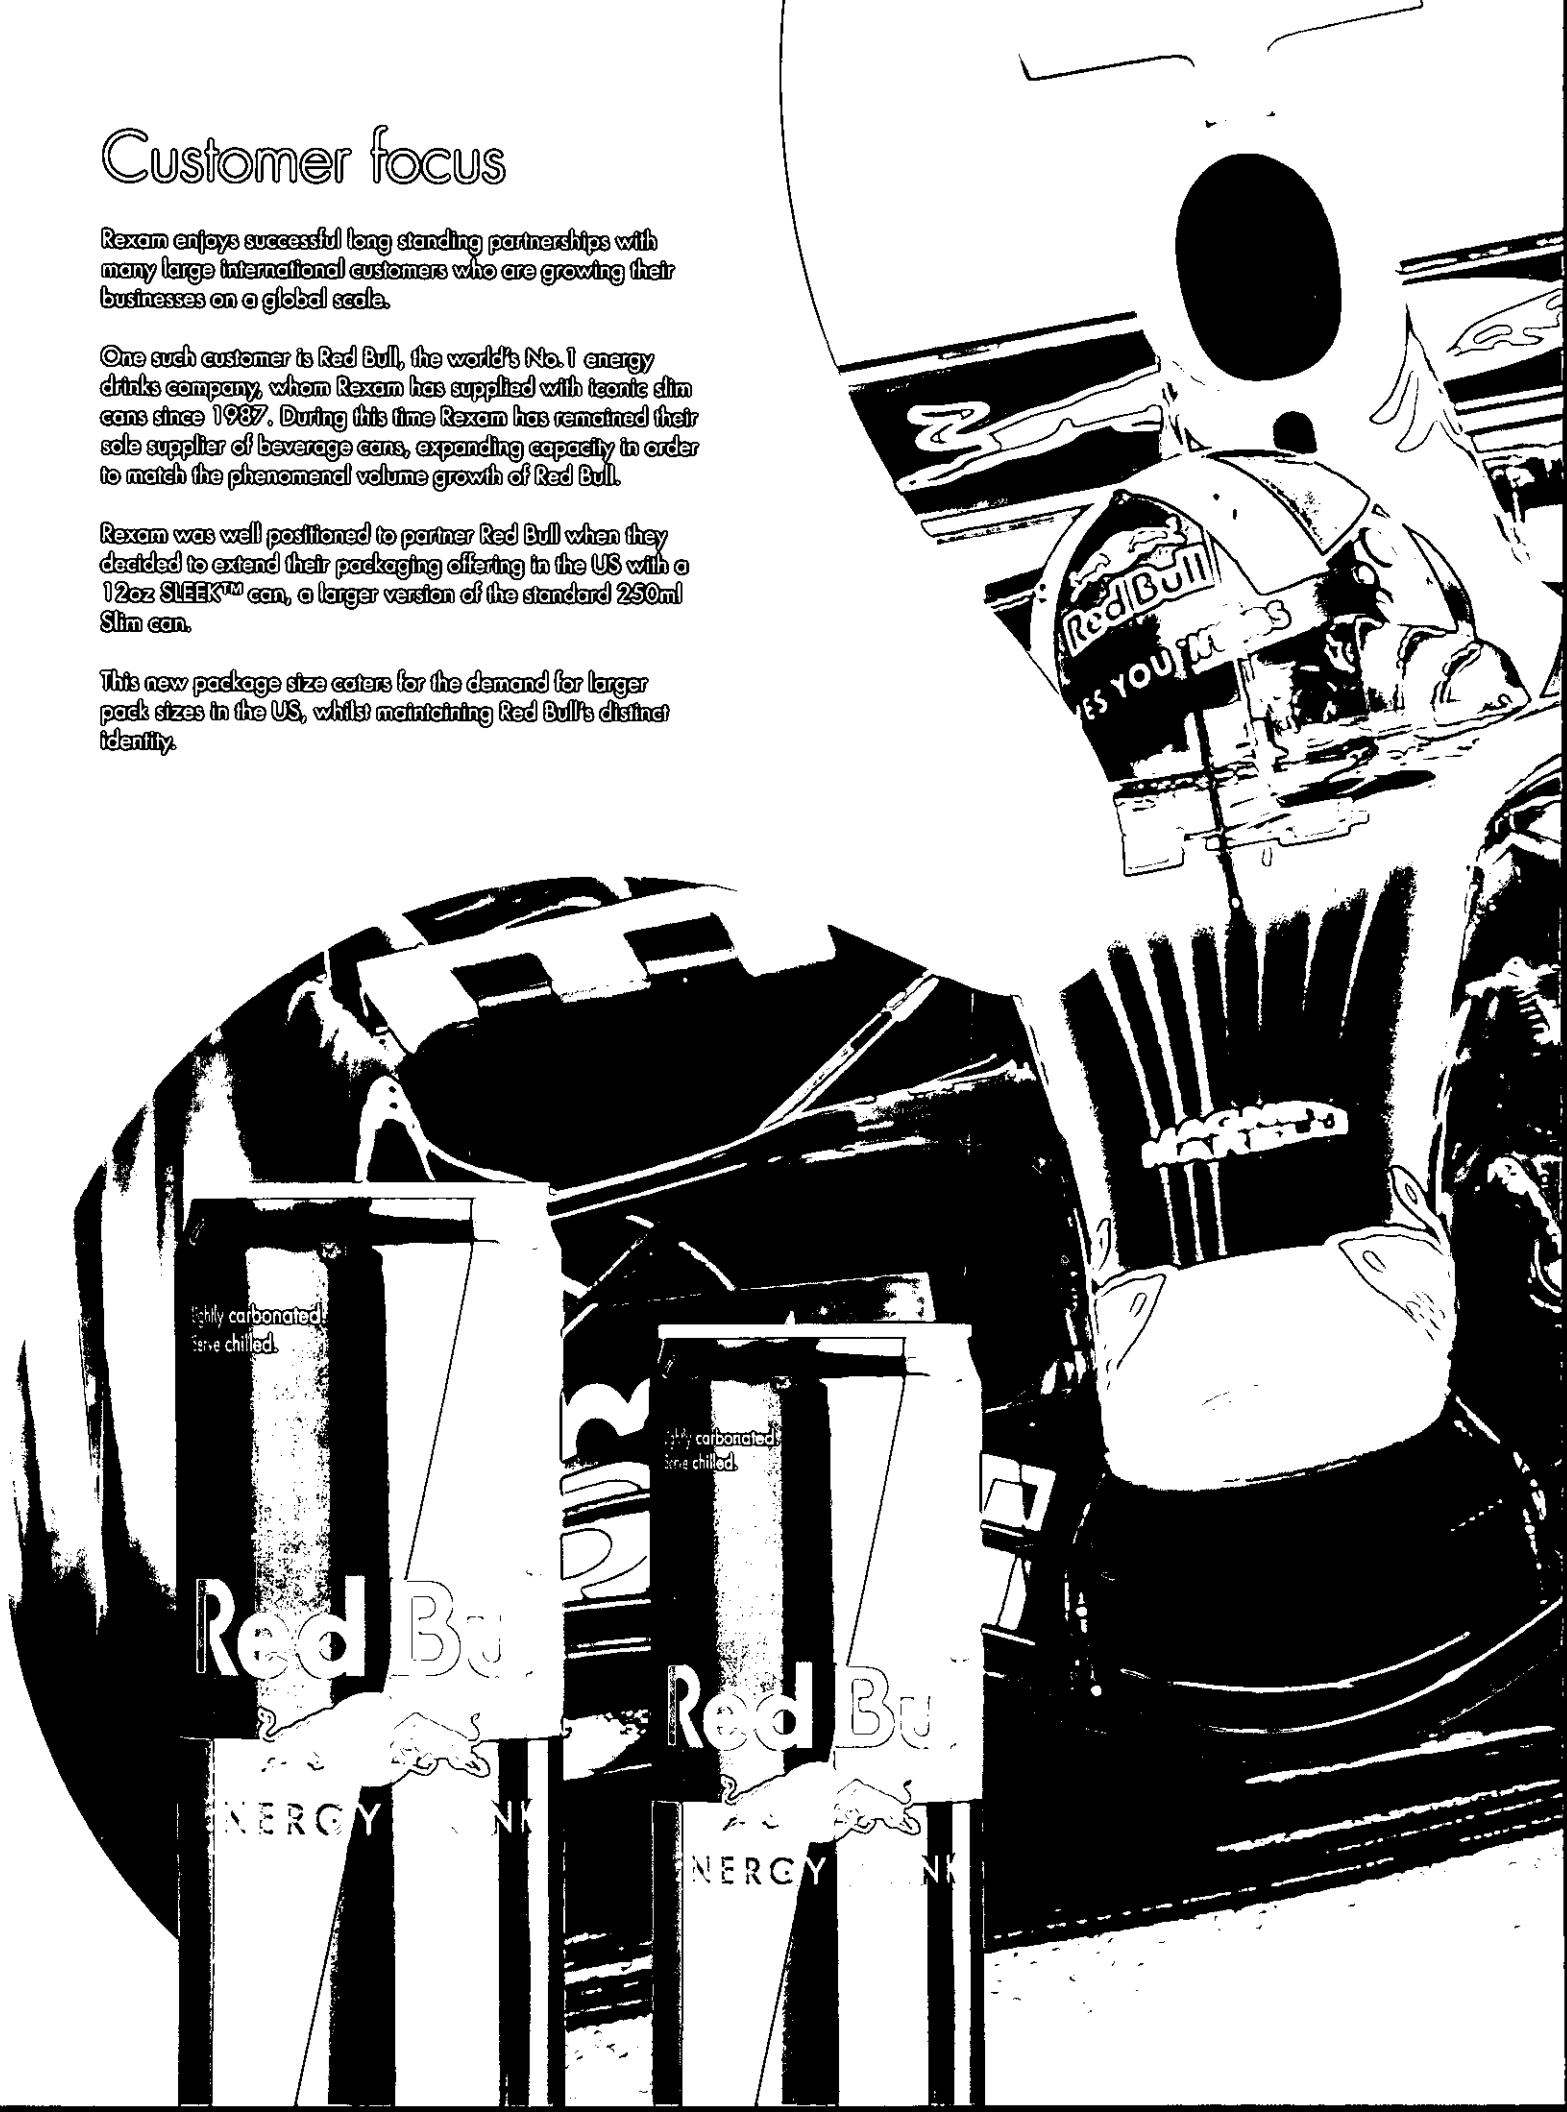 Customer focus
Rexam enjoys successful long standing partnerships with
many large international customers who are growing their
businesses on a global scale.
One such customer is Red Bull, the world's No.1 energy
drinks company, whom Rexam has supplied with iconic slim
cans since 1987. During this time Rexam has remained their
sole supplier of beverage cans, expanding capacity in order
to match the phenomenal volume growth of Red Bull.
Rexam was well positioned to partner Red Bull when they
decided to extend their packaging offering in the US with a
12oz SLEEK™ can, a larger version of the standard 250ml
Slim can.
This new package size caters for the demand for larger
pack sizes in the US, whilst maintaining Red Bull's distinct
identity.
Red Bull
YOU
carbonated.
chilled.
carbonated.
chilled.
Red Bu
Red Bu
NERGY NK
NERGY NK